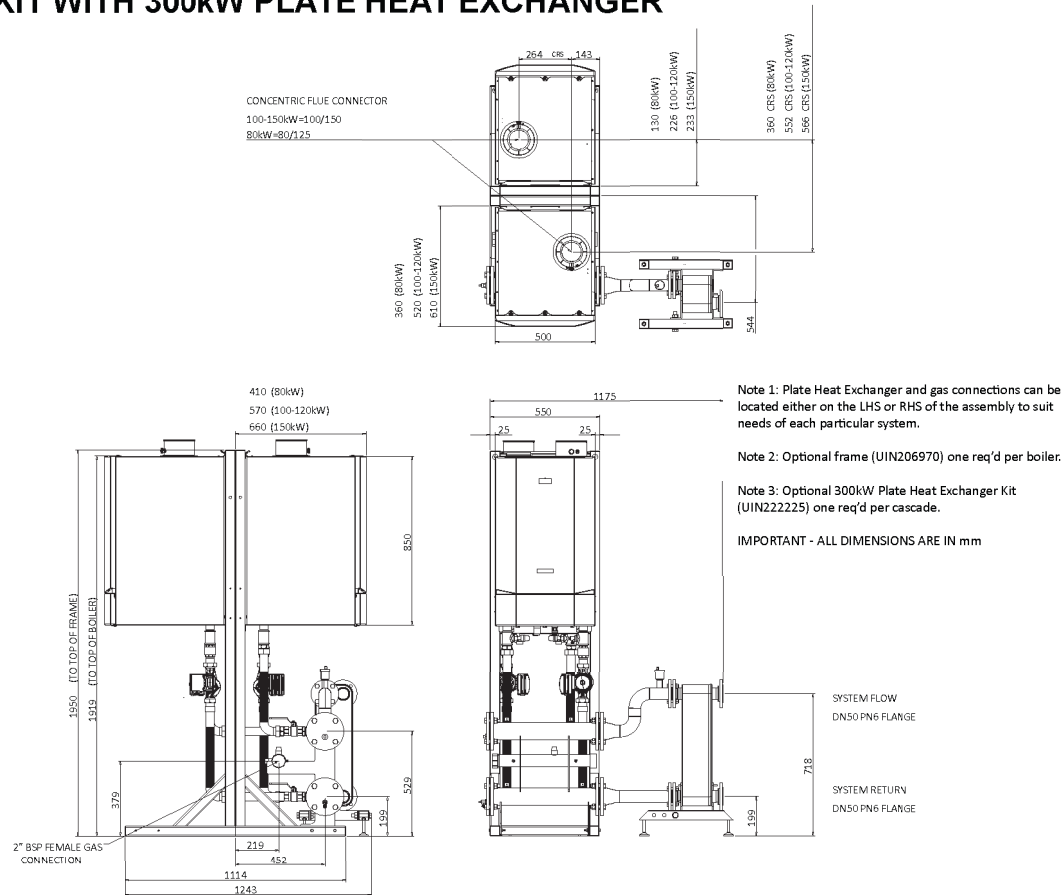 KIT WITH 300kW PLATE HEAT EXCHANGER
264 CRS 143
CONCENTRIC FLUE CONNECTOR
100-150kW=100/150
80kW=80/125
130 (80kW)
226 (100-120kW)
233 (150kW)
360 CRS (80kW)
552 CRS (100-120kW)
566 CRS (150kW)
360 (80kW)
520 (100-120kW)
610 (150kW)
544
500
410 (80kW)
570 (100-120kW)
660 (150kW)
850
1950 (TO TOP OF FRAME)
1919 (TO TOP OF BOILER)
379
529
199
219
452
1114
1243
2" BSP FEMALE GAS
CONNECTION
1175
550
25
25
718
199
Note 1: Plate Heat Exchanger and gas connections can be
located either on the LHS or RHS of the assembly to suit
needs of each particular system.
Note 2: Optional frame (UIN206970) one req'd per boiler.
Note 3: Optional 300kW Plate Heat Exchanger Kit
(UIN222225) one req'd per cascade.
IMPORTANT - ALL DIMENSIONS ARE IN mm
SYSTEM FLOW
DN50 PN6 FLANGE
SYSTEM RETURN
DN50 PN6 FLANGE